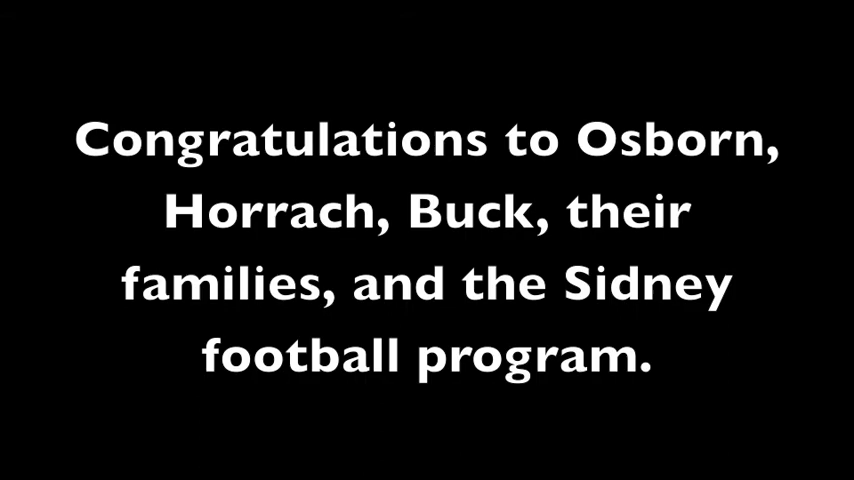 Congratulations to Osborn,
Horrach, Buck, their
families, and the Sidney
football program.